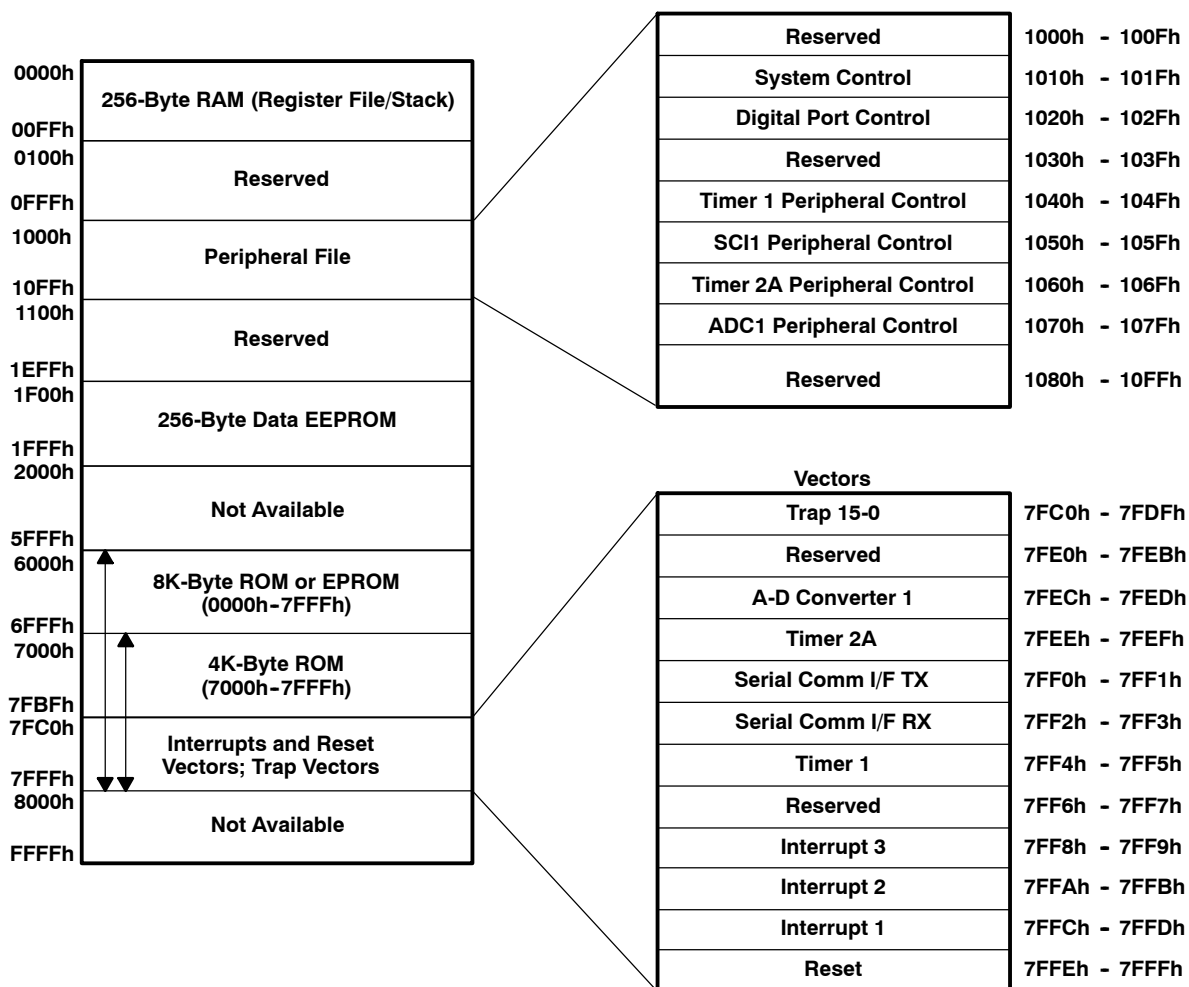 0000h
256-Byte RAM (Register File/Stack)
00FFh
0100h
Reserved
0FFFh
1000h
Peripheral File
10FFh
1100h
Reserved
1EFFh
1F00h
256-Byte Data EEPROM
1FFFh
2000h
Not Available
5FFFh
6000h
8K-Byte ROM or EPROM
(0000h-7FFFh)
6FFFh
7000h
4K-Byte ROM
(7000h-7FFFh)
7FBFh
7FC0h
Interrupts and Reset
Vectors; Trap Vectors
7FFFh
8000h
Not Available
FFFFh
Reserved 1000h - 100Fh
System Control 1010h - 101Fh
Digital Port Control 1020h - 102Fh
Reserved 1030h - 103Fh
Timer 1 Peripheral Control 1040h - 104Fh
SCI1 Peripheral Control 1050h - 105Fh
Timer 2A Peripheral Control 1060h - 106Fh
ADC1 Peripheral Control 1070h - 107Fh
Reserved 1080h - 10FFh
Vectors
Trap 15-0 7FC0h - 7FDFh
Reserved 7FE0h - 7FEBh
A-D Converter 1 7FECh - 7FEDh
Timer 2A 7FEEh - 7FEFh
Serial Comm I/F TX 7FF0h - 7FF1h
Serial Comm I/F RX 7FF2h - 7FF3h
Timer 1 7FF4h - 7FF5h
Reserved 7FF6h - 7FF7h
Interrupt 3 7FF8h - 7FF9h
Interrupt 2 7FFAh - 7FFBh
Interrupt 1 7FFCh - 7FFDh
Reset 7FFEh - 7FFFh